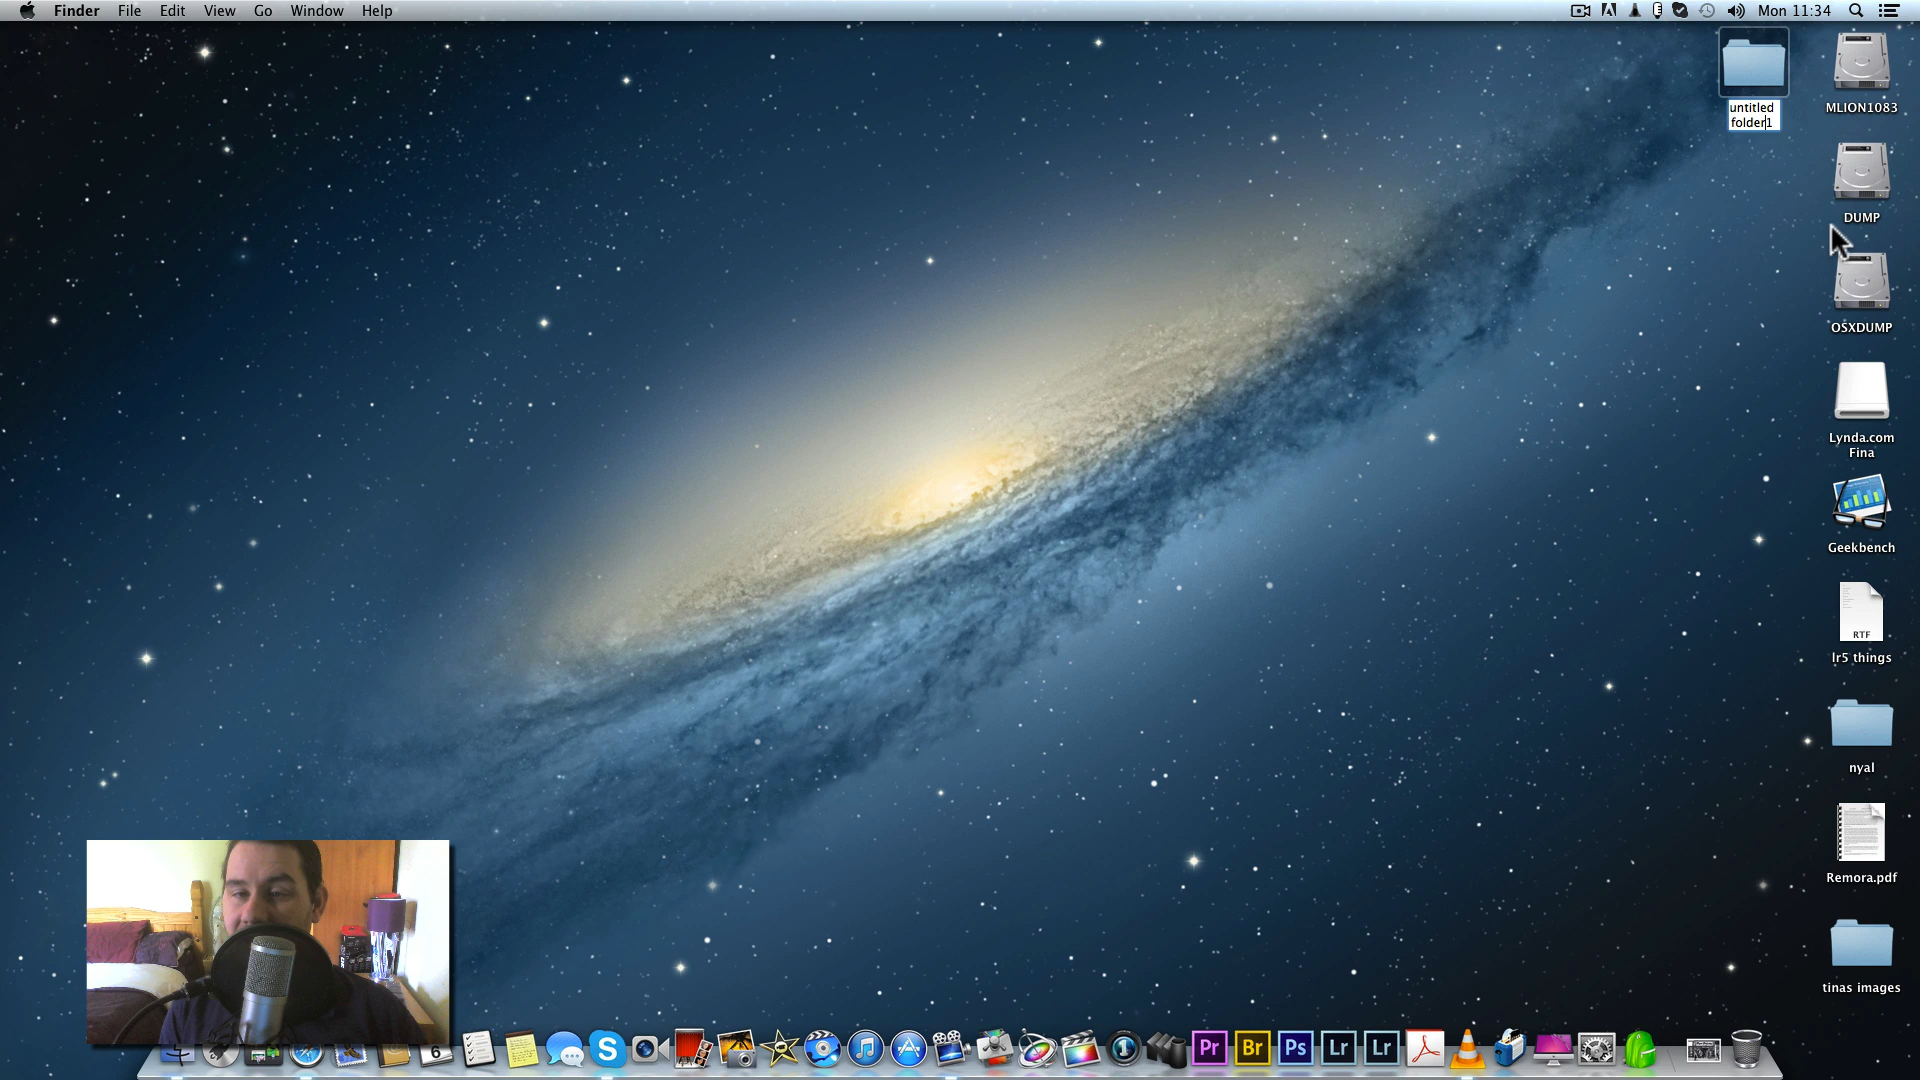 Finder File Edit View Go Window Help
Mon 11:34
untitled
folder1
MLION1083
DUMP
OSXDUMP
Lynda.com
Fina
Geekbench
RTF
lr5 things
nyal
Remora.pdf
tinas images
6
S
1
Pr Br Ps Lr Lr